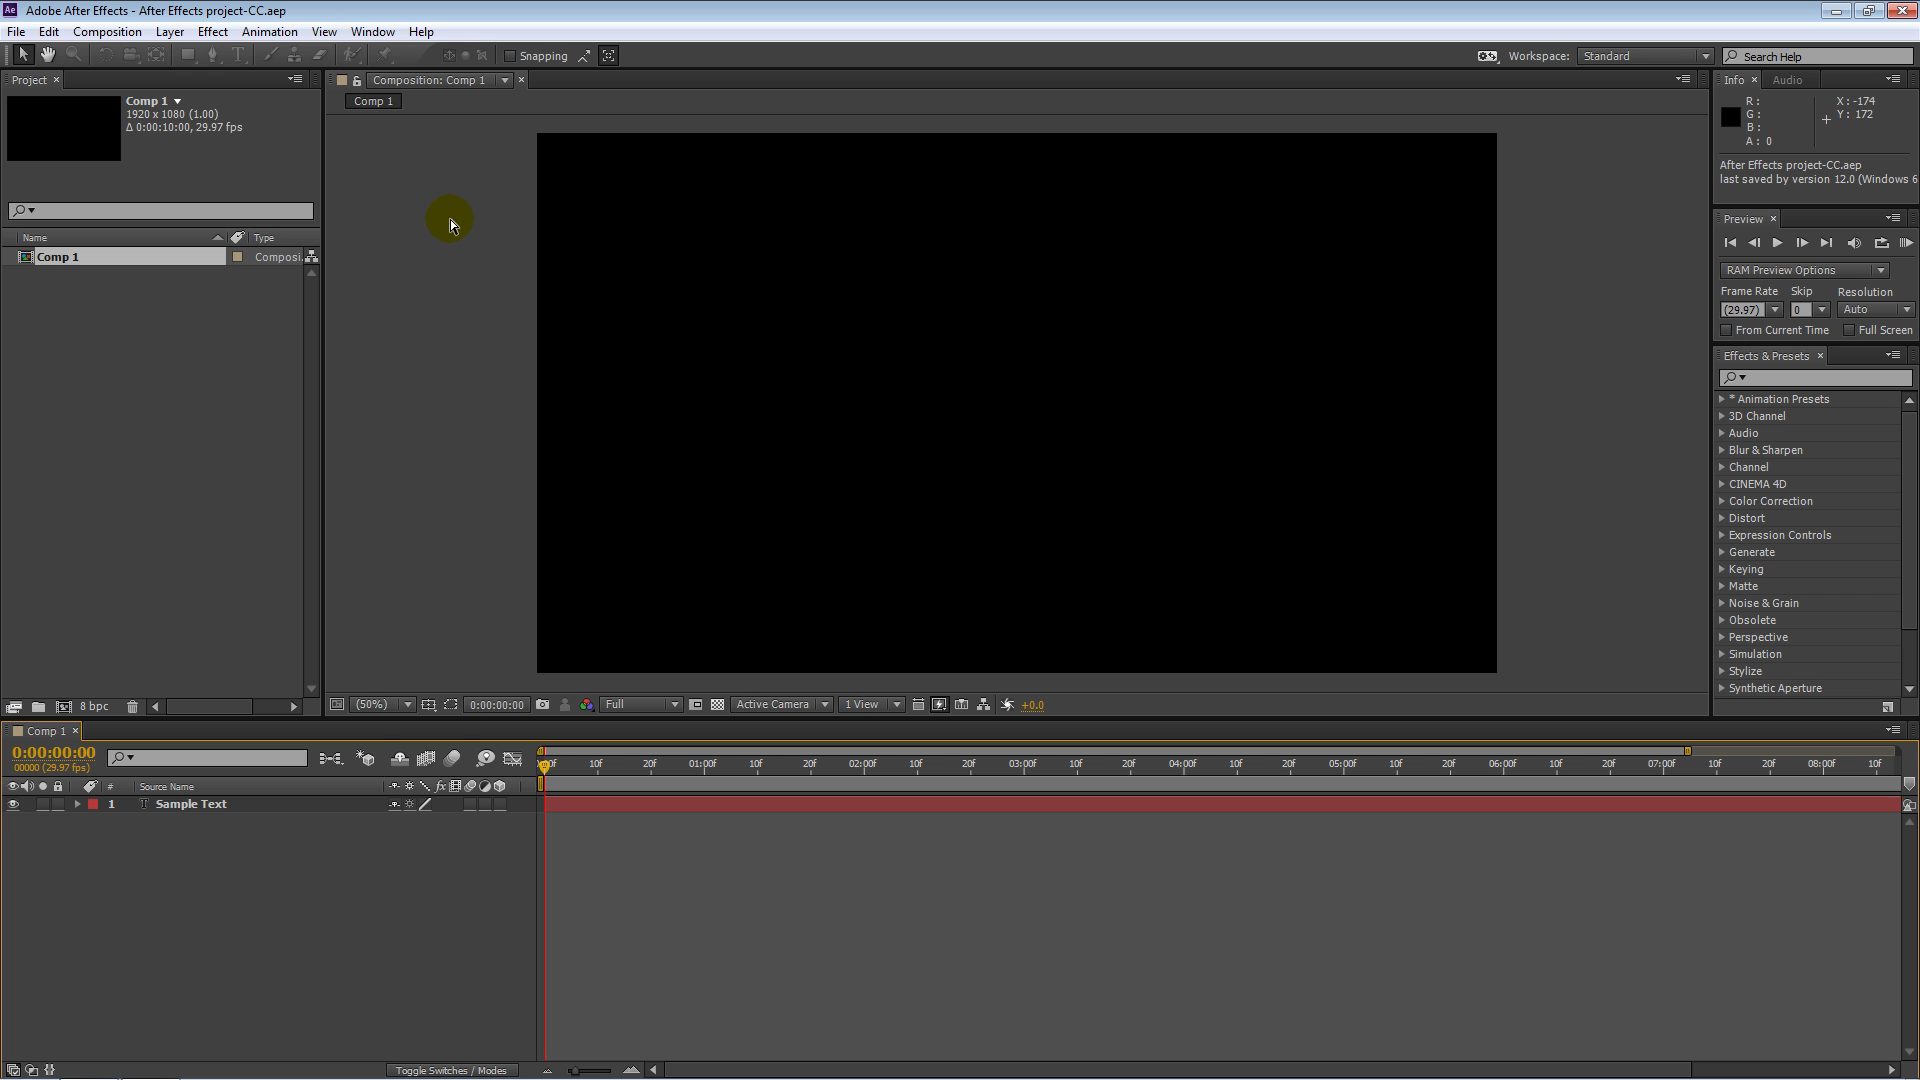 Adobe After Effects - After Effects project-CC.aep
File Edit Composition Layer Effect Animation View Window Help
Snapping
Workspace: Standard
Search Help
Project
Comp 1
1920 x 1080 (1.00)
Δ 0:00:10:00, 29.97 fps
Name Type
Comp 1 Composi
8 bpc
Composition: Comp 1
Comp 1
(50%) 0:00:00:00 Full Active Camera 1 View +0.0
Info Audio
R :
G :
B :
A : 0
X : -174
Y : 172
After Effects project-CC.aep
last saved by version 12.0 (Windows 6
Preview
RAM Preview Options
Frame Rate Skip Resolution
(29.97) 0 Auto
From Current Time Full Screen
Effects & Presets
* Animation Presets
3D Channel
Audio
Blur & Sharpen
Channel
CINEMA 4D
Color Correction
Distort
Expression Controls
Generate
Keying
Matte
Noise & Grain
Obsolete
Perspective
Simulation
Stylize
Synthetic Aperture
Comp 1
0:00:00:00
00000 (29.97 fps)
10f 20f 01:00f 10f 20f 02:00f 10f 20f 03:00f 10f 20f 04:00f 10f 20f 05:00f 10f 20f 06:00f 10f 20f 07:00f 10f 20f 08:00f 10f
# Source Name fx
1 T Sample Text
Toggle Switches / Modes